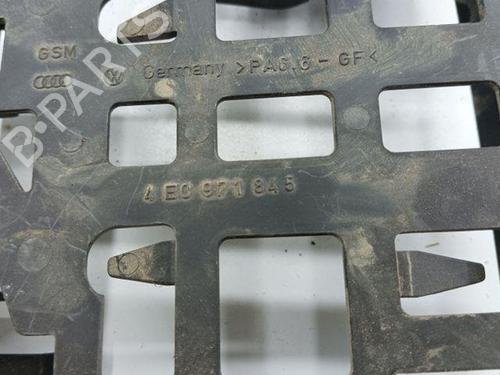 GSM
Germany >PA6.6-GF<
4E0 971 845
B-PARTS